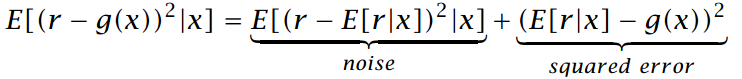 E[(r − g(x))²|x] = E[(r − E[r|x])²|x] + (E[r|x] − g(x))²
noise squared error